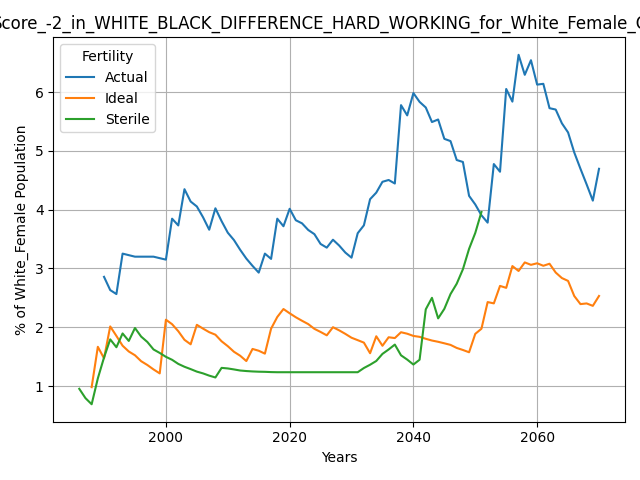 Score_-2_in_WHITE_BLACK_DIFFERENCE_HARD_WORKING_for_White_Female_
Fertility
Actual
Ideal
Sterile
% of White_Female Population
6
5
4
3
2
1
2000
2020
2040
2060
Years